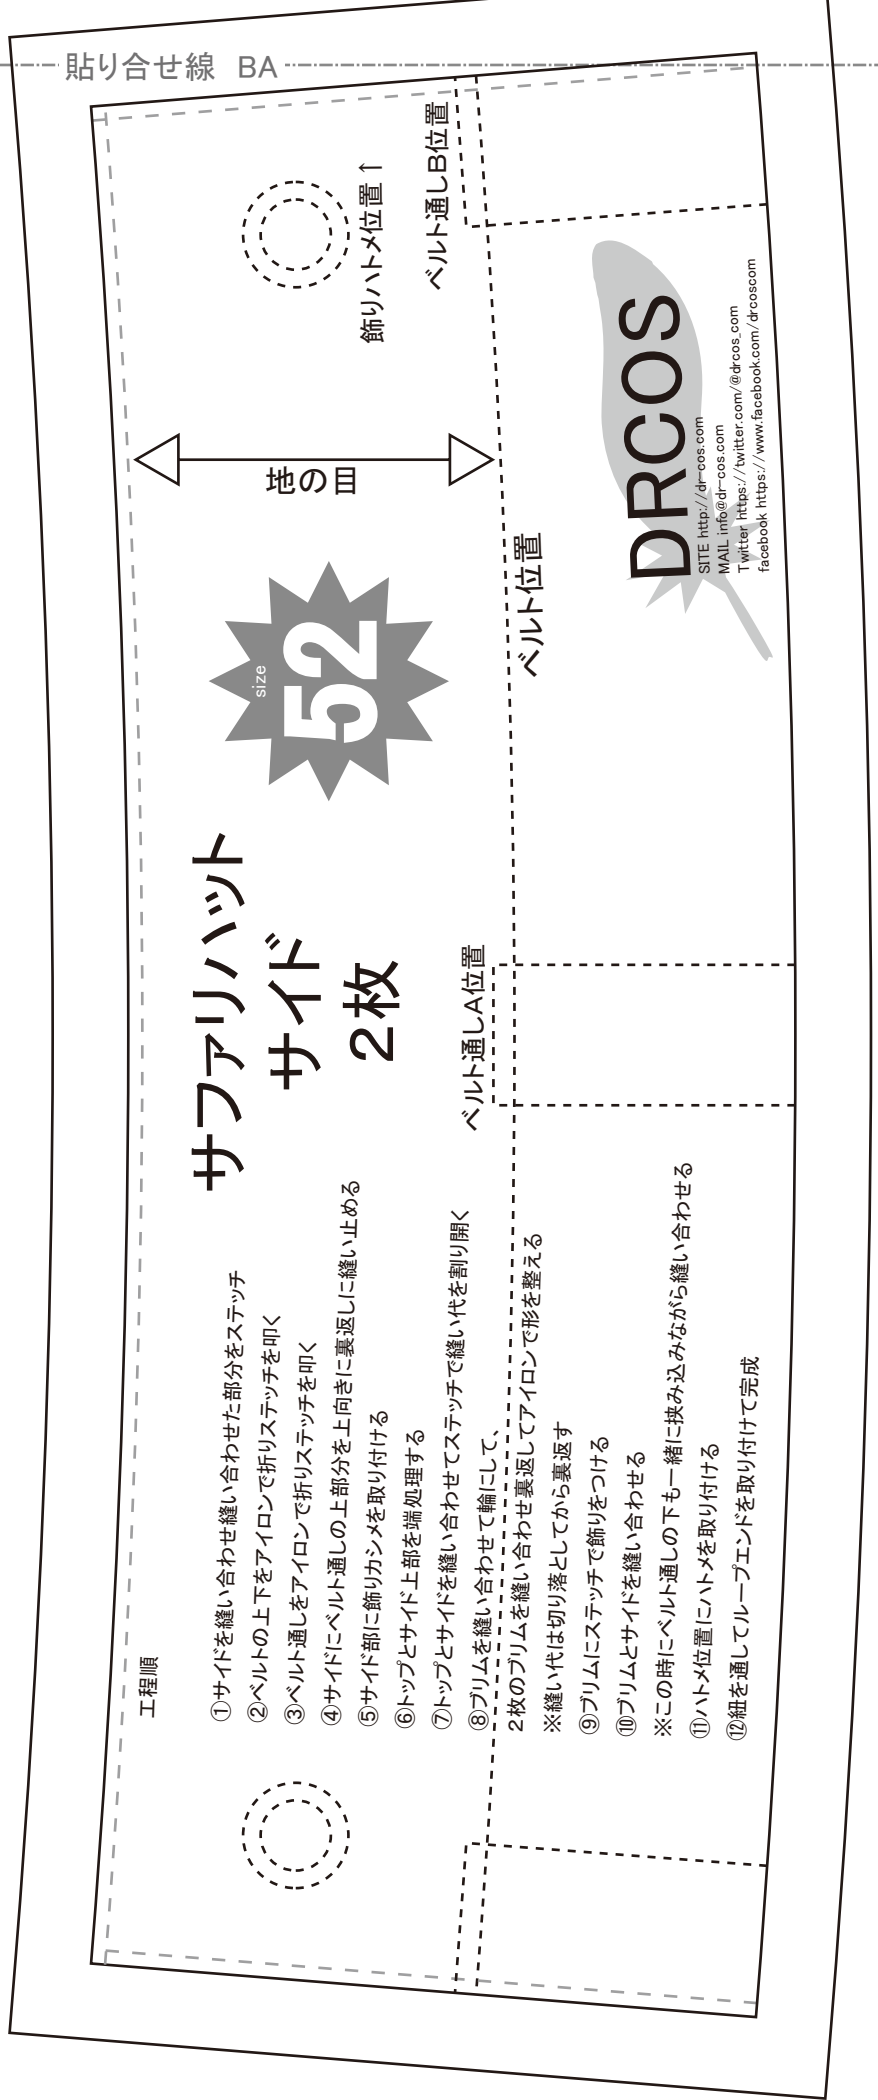 貼り合せ線 BA
飾りハトメ位置↑
ベルト通しB位置
地の目
size
52
ベルト位置
DRCOS
SITE http://dr-cos.com
MAIL info@dr-cos.com
Twitter https://twitter.com/@drcos_com
facebook https://www.facebook.com/drcoscom
サファリハット
サイド
2枚
ベルト通しA位置
工程順
①サイドを縫い合わせ縫い合わせた部分をステッチ
②ベルトの上下をアイロンで折りステッチを叩く
③ベルト通しをアイロンで折りステッチを叩く
④サイドにベルト通しの上部分を上向きに裏返しに縫い止める
⑤サイド部に飾りカシメを取り付ける
⑥トップとサイド上部を端処理する
⑦トップとサイドを縫い合わせてステッチで縫い代を割り開く
⑧ブリムを縫い合わせて輪にして、
2枚のブリムを縫い合わせ裏返してアイロンで形を整える
※縫い代は切り落としてから裏返す
⑨ブリムにステッチで飾りをつける
⑩ブリムとサイドを縫い合わせる
※この時にベルト通しの下も一緒に挟み込みながら縫い合わせる
⑪ハトメ位置にハトメを取り付ける
⑫紐を通してループエンドを取り付けて完成